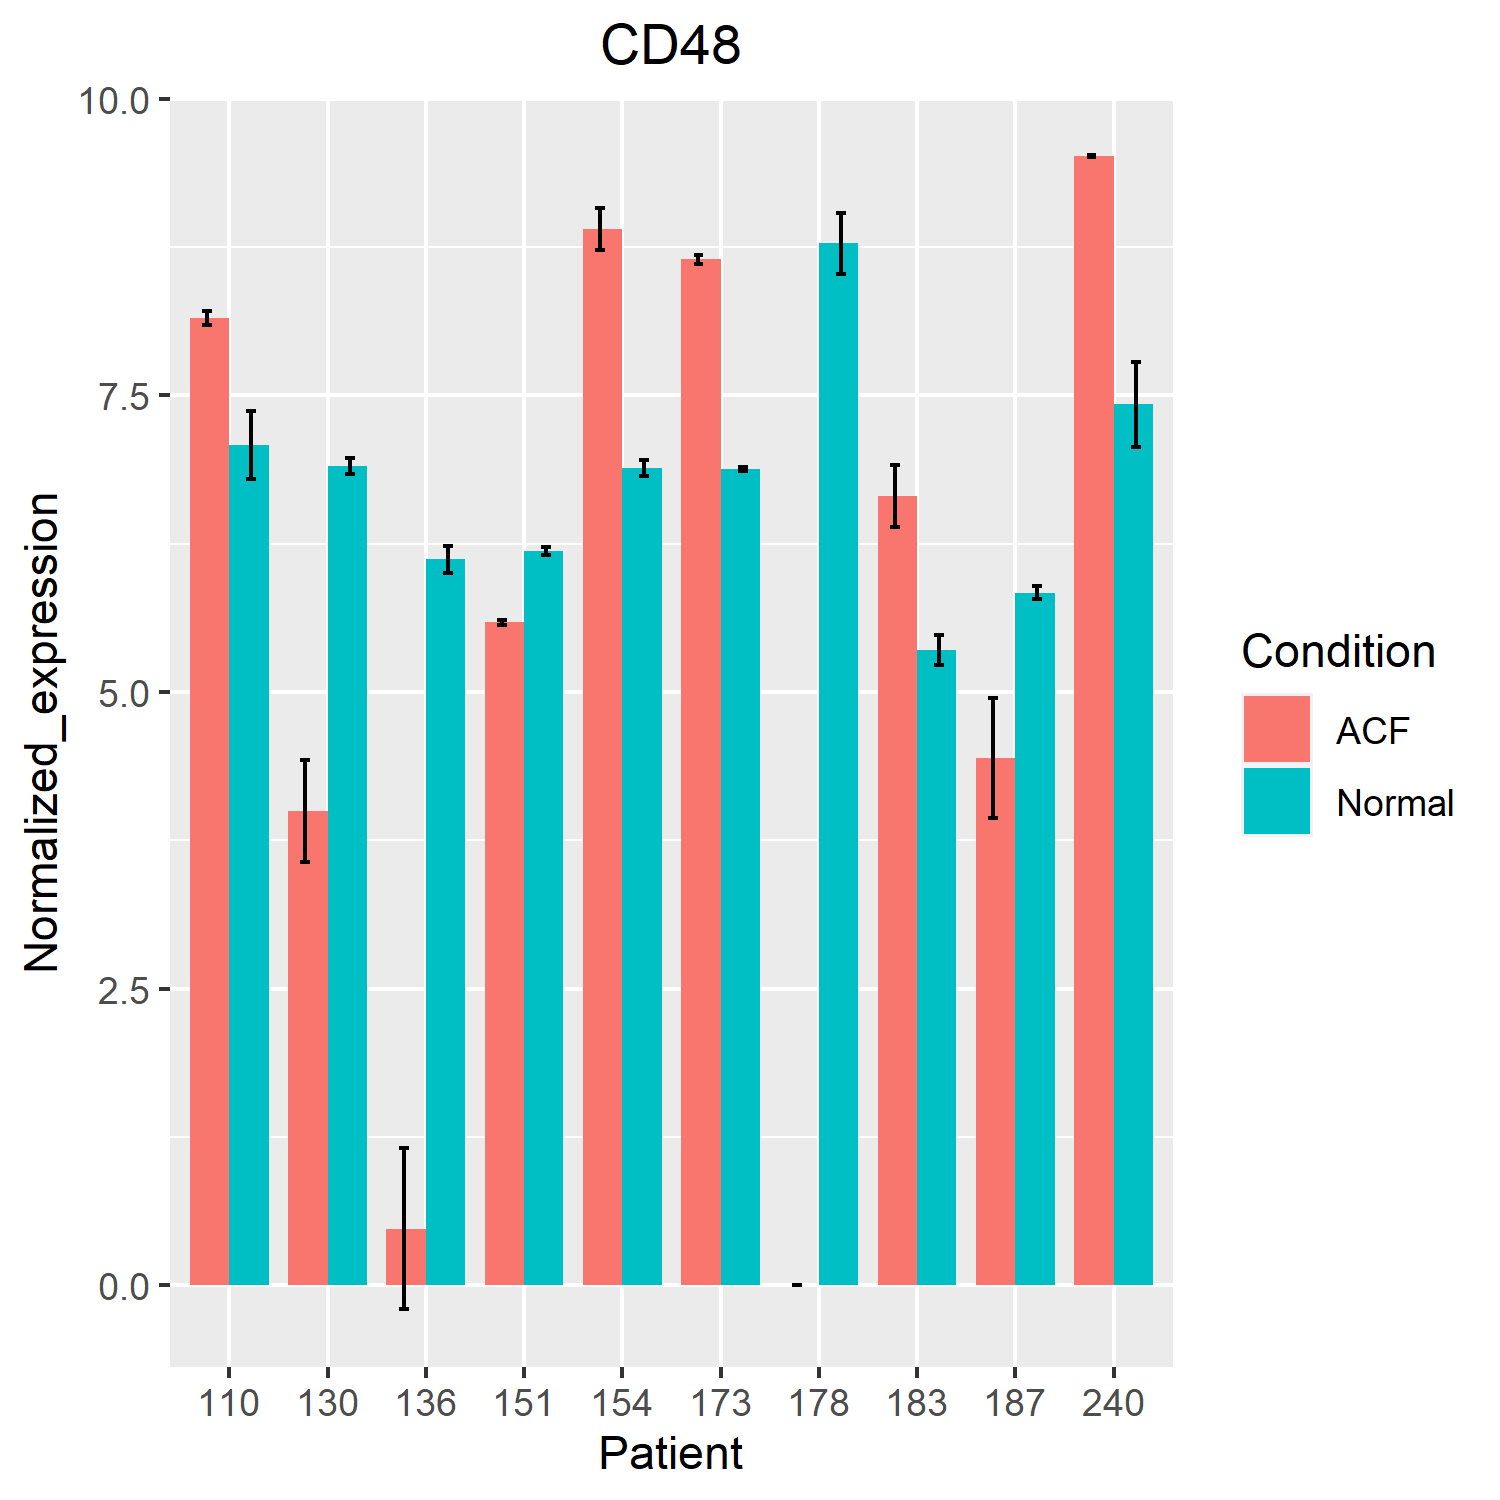 CD48
10.0
7.5
5.0
2.5
0.0
Normalized_expression
110 130 136 151 154 173 178 183 187 240
Patient
Condition
ACF
Normal